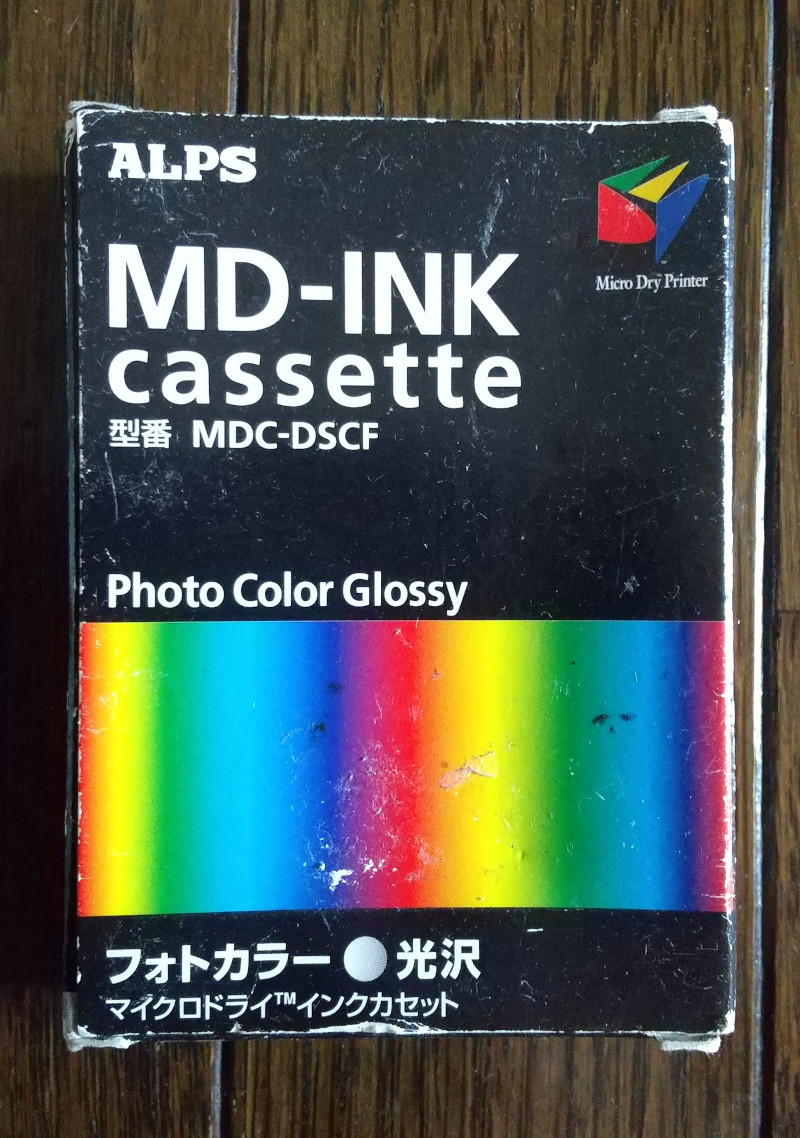 ALPS
Micro Dry Printer
MD-INK
cassette
型番 MDC-DSCF
Photo Color Glossy
フォトカラー 光沢
マイクロドライ™インクカセット